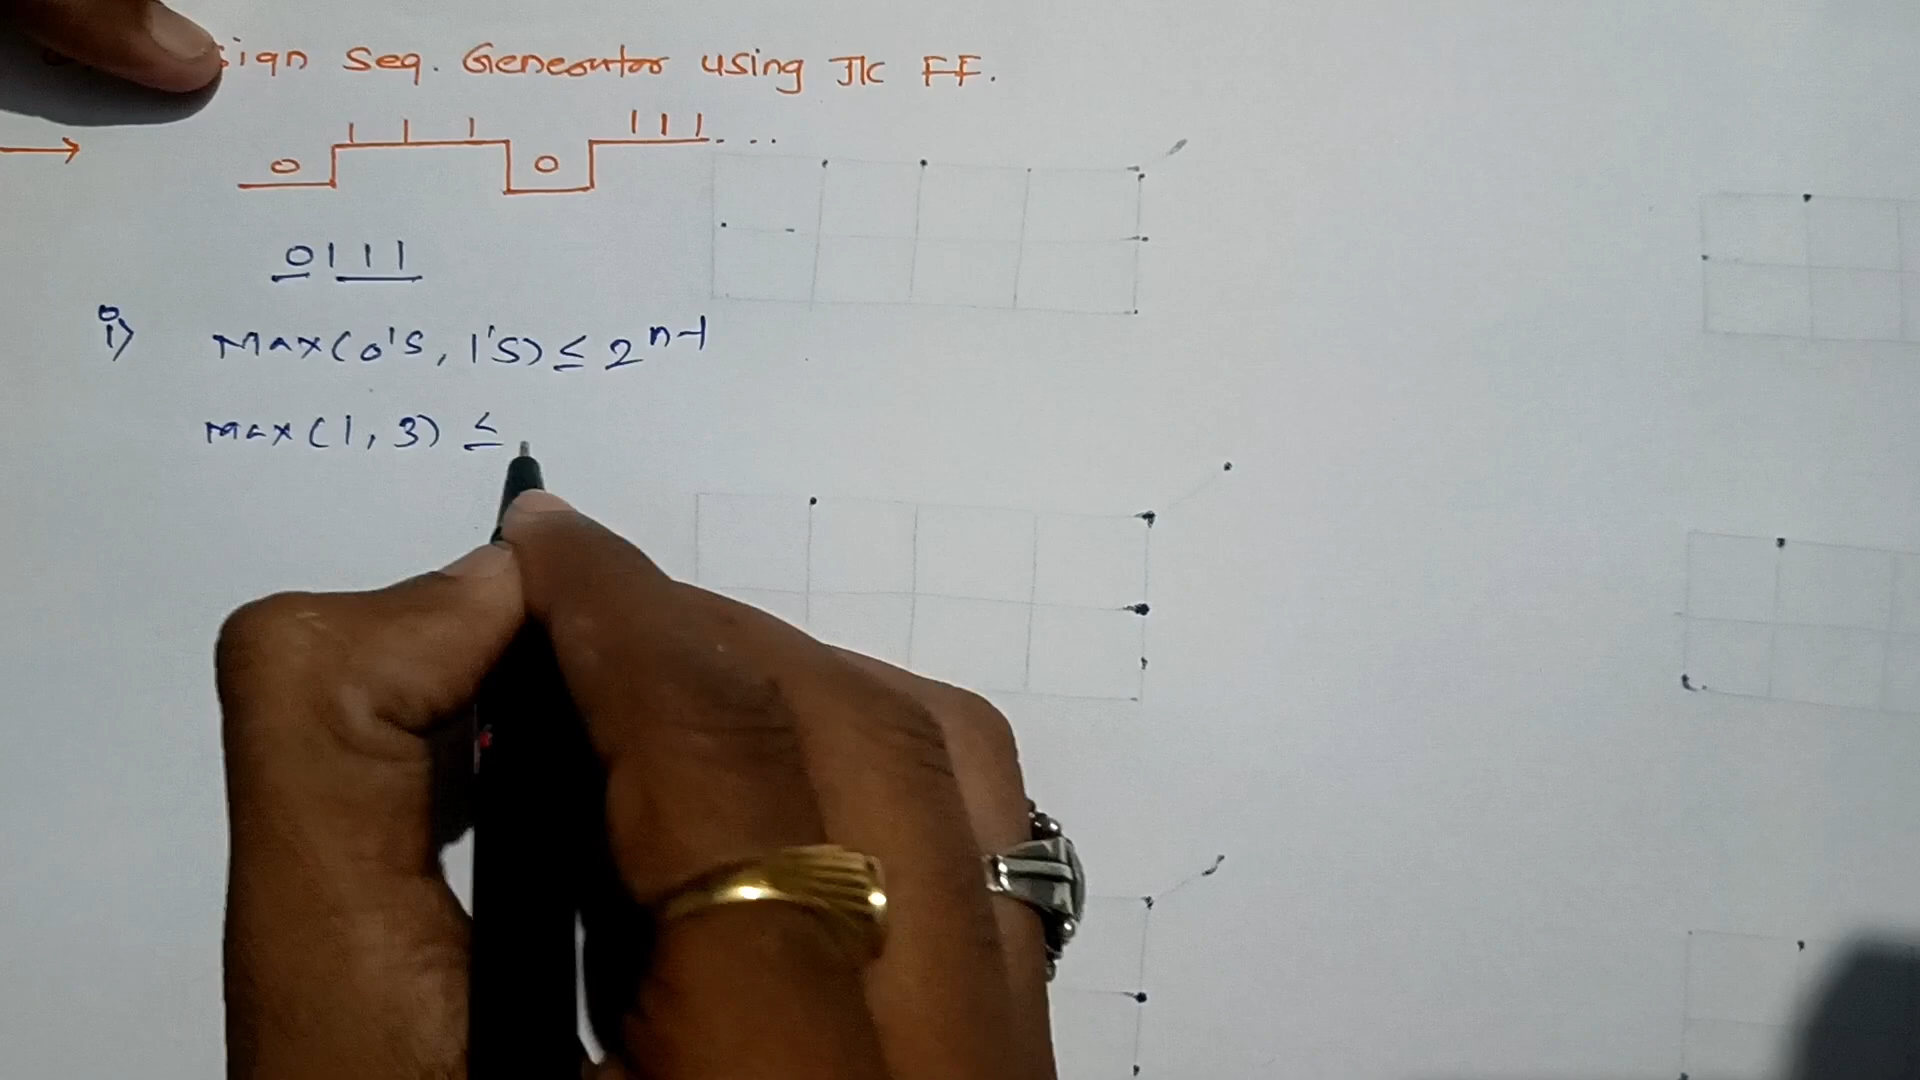 sign Seq. Generator using JK FF.
0 1 1 1 0 1 1 1 ...
0111
i) Max(0's, 1's) ≤ 2^n-1
Max(1, 3) ≤